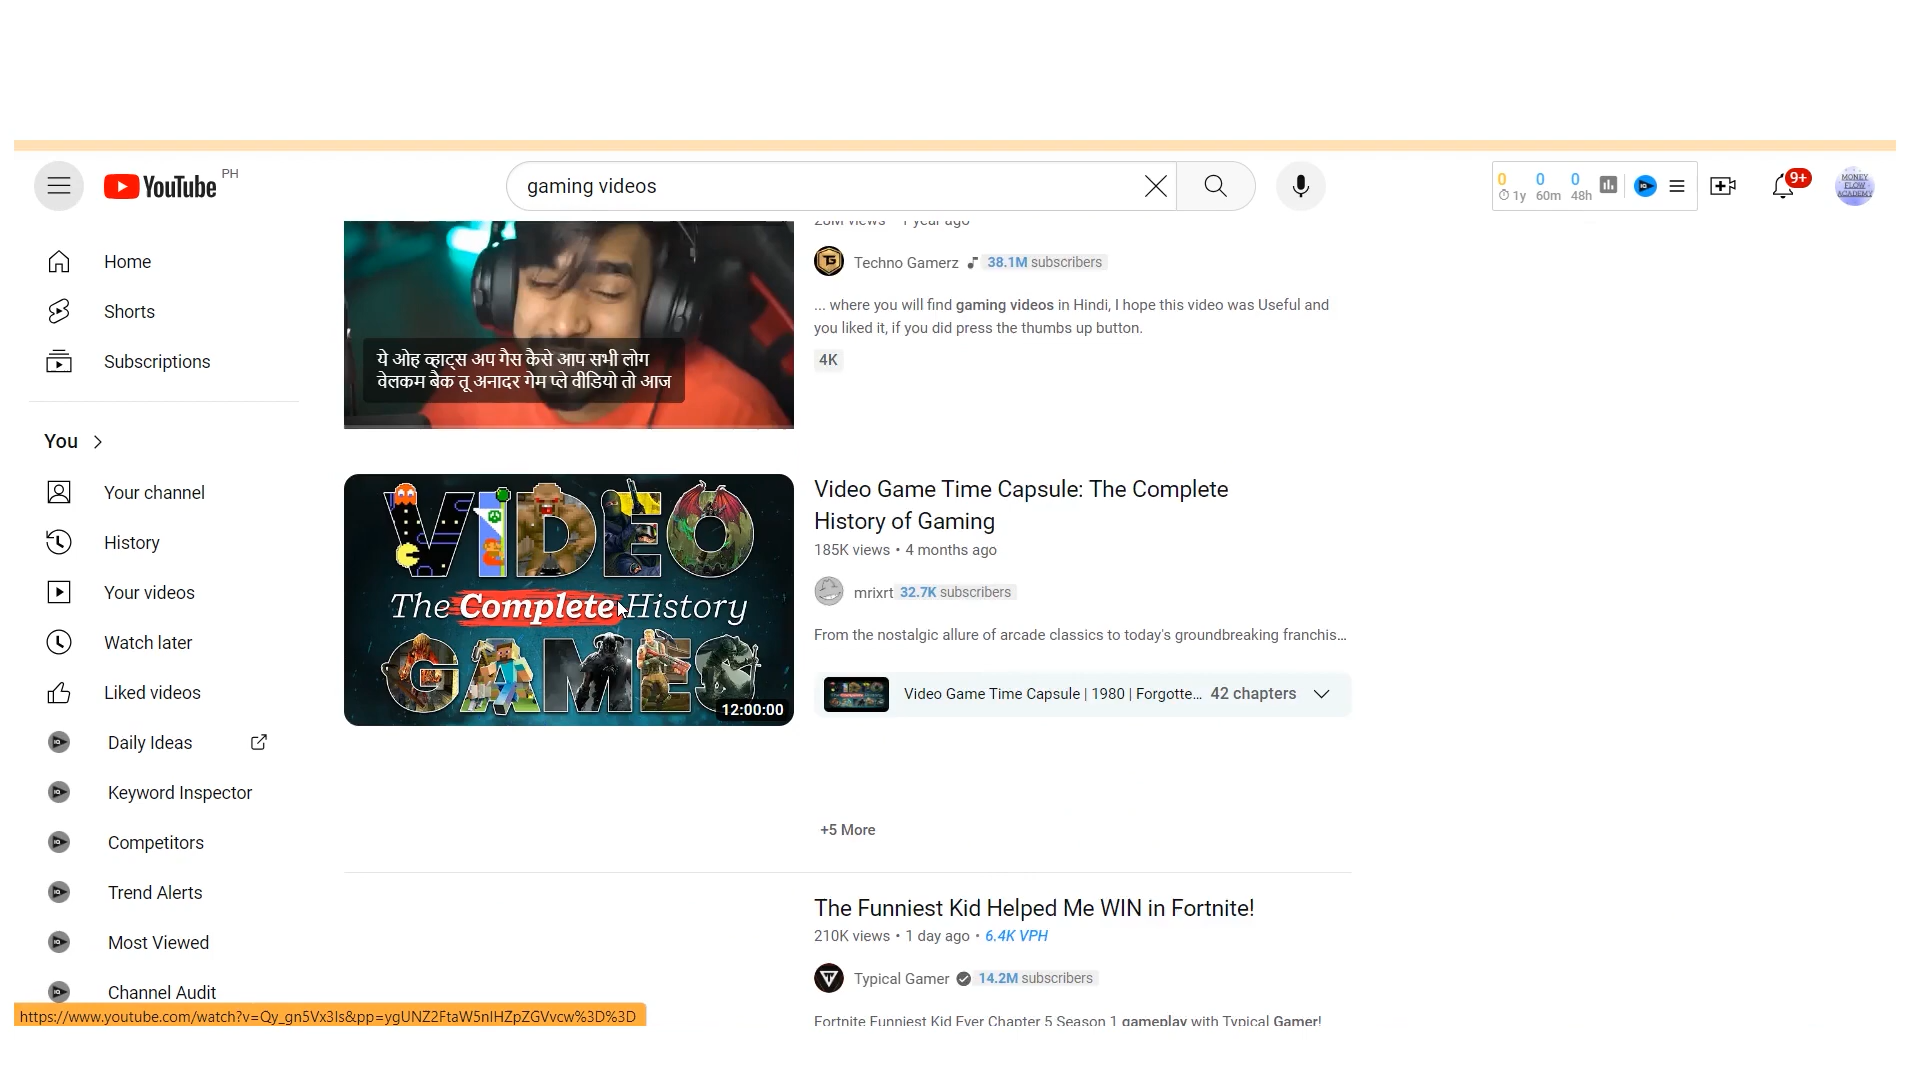 YouTube PH
gaming videos
0 0 0
1y 60m 48h
9+
MONEY
FLOW
ACADEMY
Home
Shorts
Subscriptions
You
Your channel
History
Your videos
Watch later
Liked videos
Daily Ideas
Keyword Inspector
Competitors
Trend Alerts
Most Viewed
Channel Audit
ये ओह व्हाट्स अप गैस कैसे आप सभी लोग
वेलकम बैक तू अनादर गेम प्ले वीडियो तो आज
28M views 1 year ago
Techno Gamerz 38.1M subscribers
... where you will find gaming videos in Hindi, I hope this video was Useful and
you liked it, if you did press the thumbs up button.
4K
VIDEO
The Complete History
GAMES
12:00:00
Video Game Time Capsule: The Complete
History of Gaming
185K views • 4 months ago
mrixrt 32.7K subscribers
From the nostalgic allure of arcade classics to today's groundbreaking franchis...
Video Game Time Capsule | 1980 | Forgotte... 42 chapters
+5 More
The Funniest Kid Helped Me WIN in Fortnite!
210K views • 1 day ago • 6.4K VPH
Typical Gamer 14.2M subscribers
Fortnite Funniest Kid Ever Chapter 5 Season 1 gameplay with Typical Gamer!
https://www.youtube.com/watch?v=Qy_gn5Vx3Is&pp=ygUNZ2FtaW5nIHZpZGVvcw%3D%3D